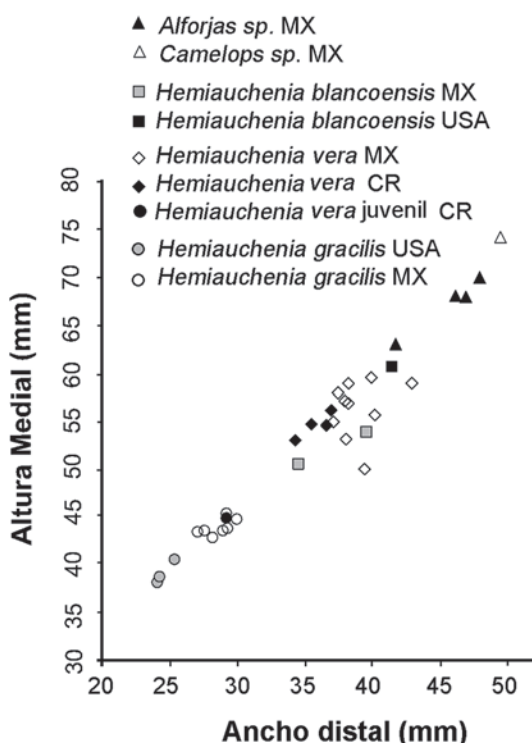 Alforjas sp. MX
Camelops sp. MX
Hemiauchenia blancoensis MX
Hemiauchenia blancoensis USA
Hemiauchenia vera MX
Hemiauchenia vera CR
Hemiauchenia vera juvenil CR
Hemiauchenia gracilis USA
Hemiauchenia gracilis MX
Altura Medial (mm)
80
75
70
65
60
55
50
45
40
35
30
20 25 30 35 40 45 50
Ancho distal (mm)